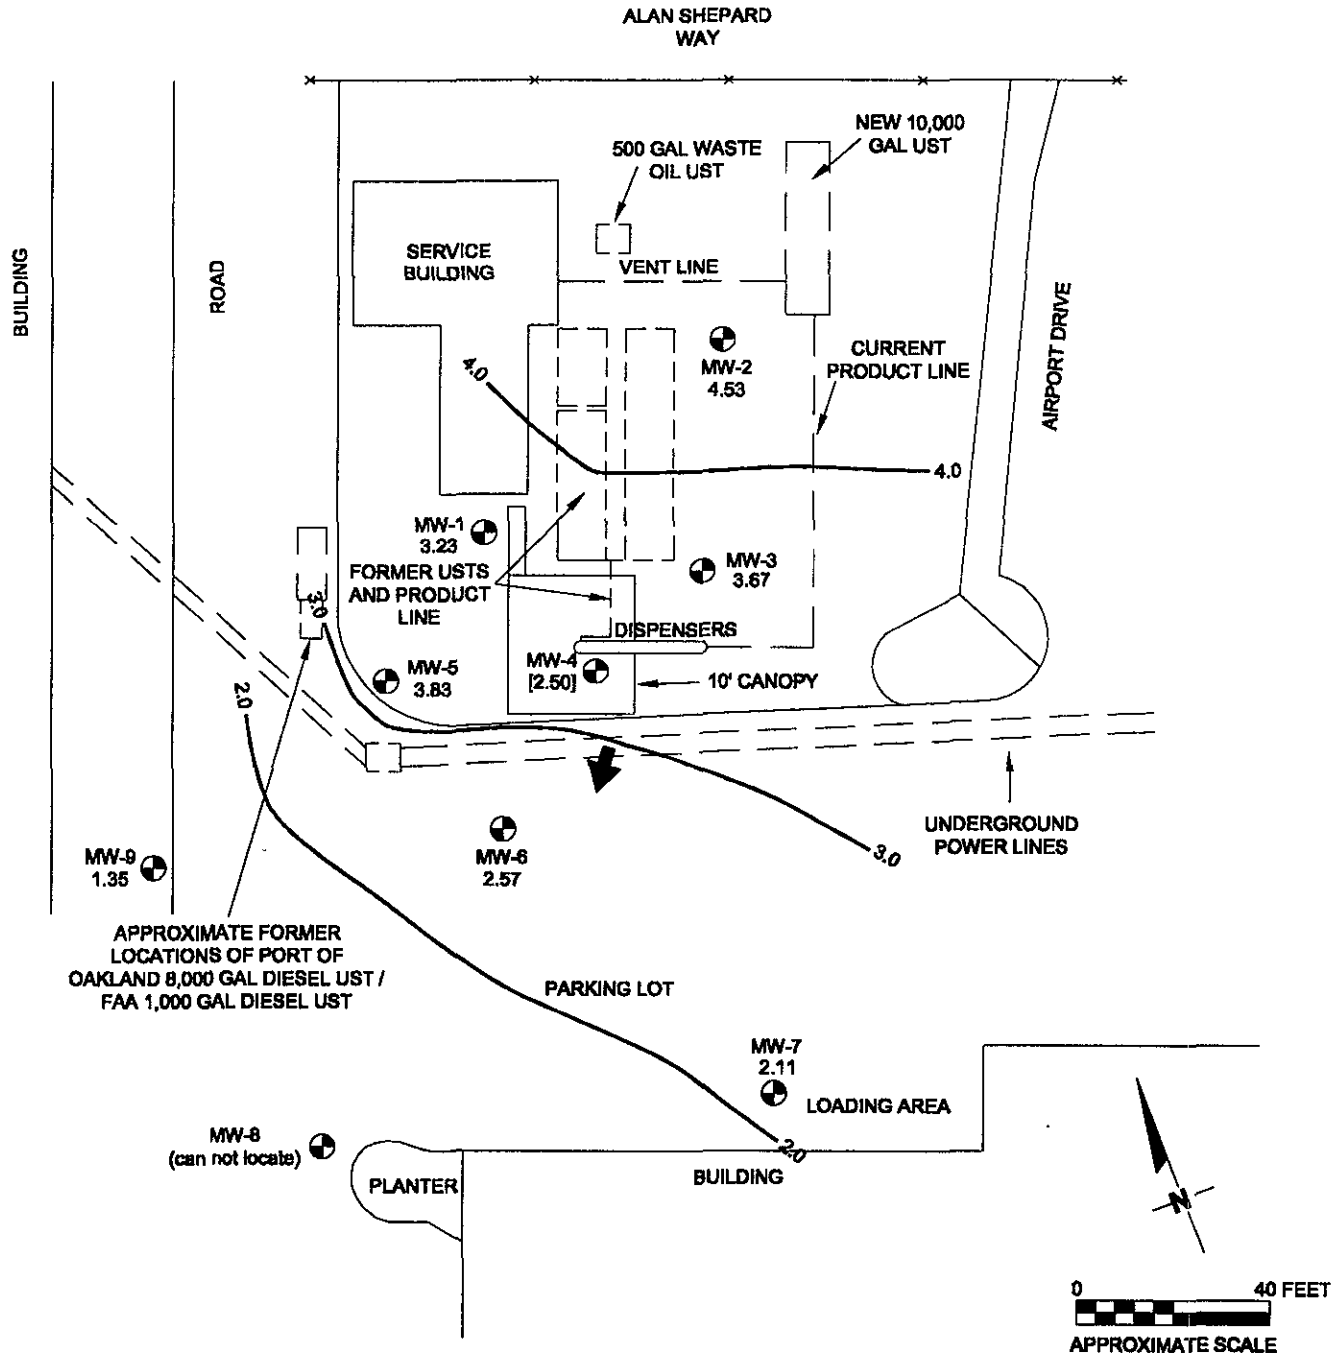 ALAN SHEPARD
WAY
NEW 10,000
GAL UST
500 GAL WASTE
OIL UST
SERVICE
BUILDING
VENT LINE
BUILDING
ROAD
AIRPORT DRIVE
MW-2
4.53
CURRENT
PRODUCT LINE
4.0
4.0
MW-1
3.23
MW-3
3.67
FORMER USTS
AND PRODUCT
LINE
3.0
DISPENSERS
MW-5
3.83
MW-4
[2.50]
10' CANOPY
2.0
UNDERGROUND
POWER LINES
3.0
MW-6
2.57
MW-9
1.35
APPROXIMATE FORMER
LOCATIONS OF PORT OF
OAKLAND 8,000 GAL DIESEL UST /
FAA 1,000 GAL DIESEL UST
PARKING LOT
MW-7
2.11
LOADING AREA
MW-8
(can not locate)
2.0
PLANTER
BUILDING
N
0 40 FEET
APPROXIMATE SCALE